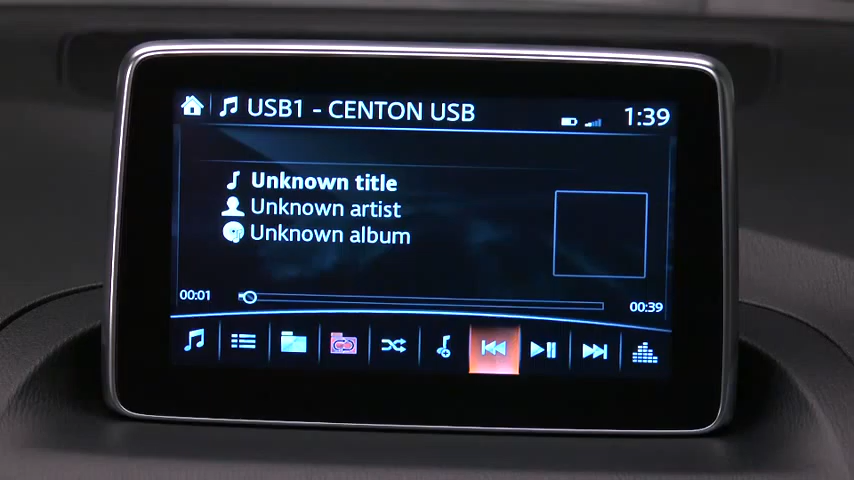 USB1 - CENTON USB
1:39
Unknown title
Unknown artist
Unknown album
00:01
00:39